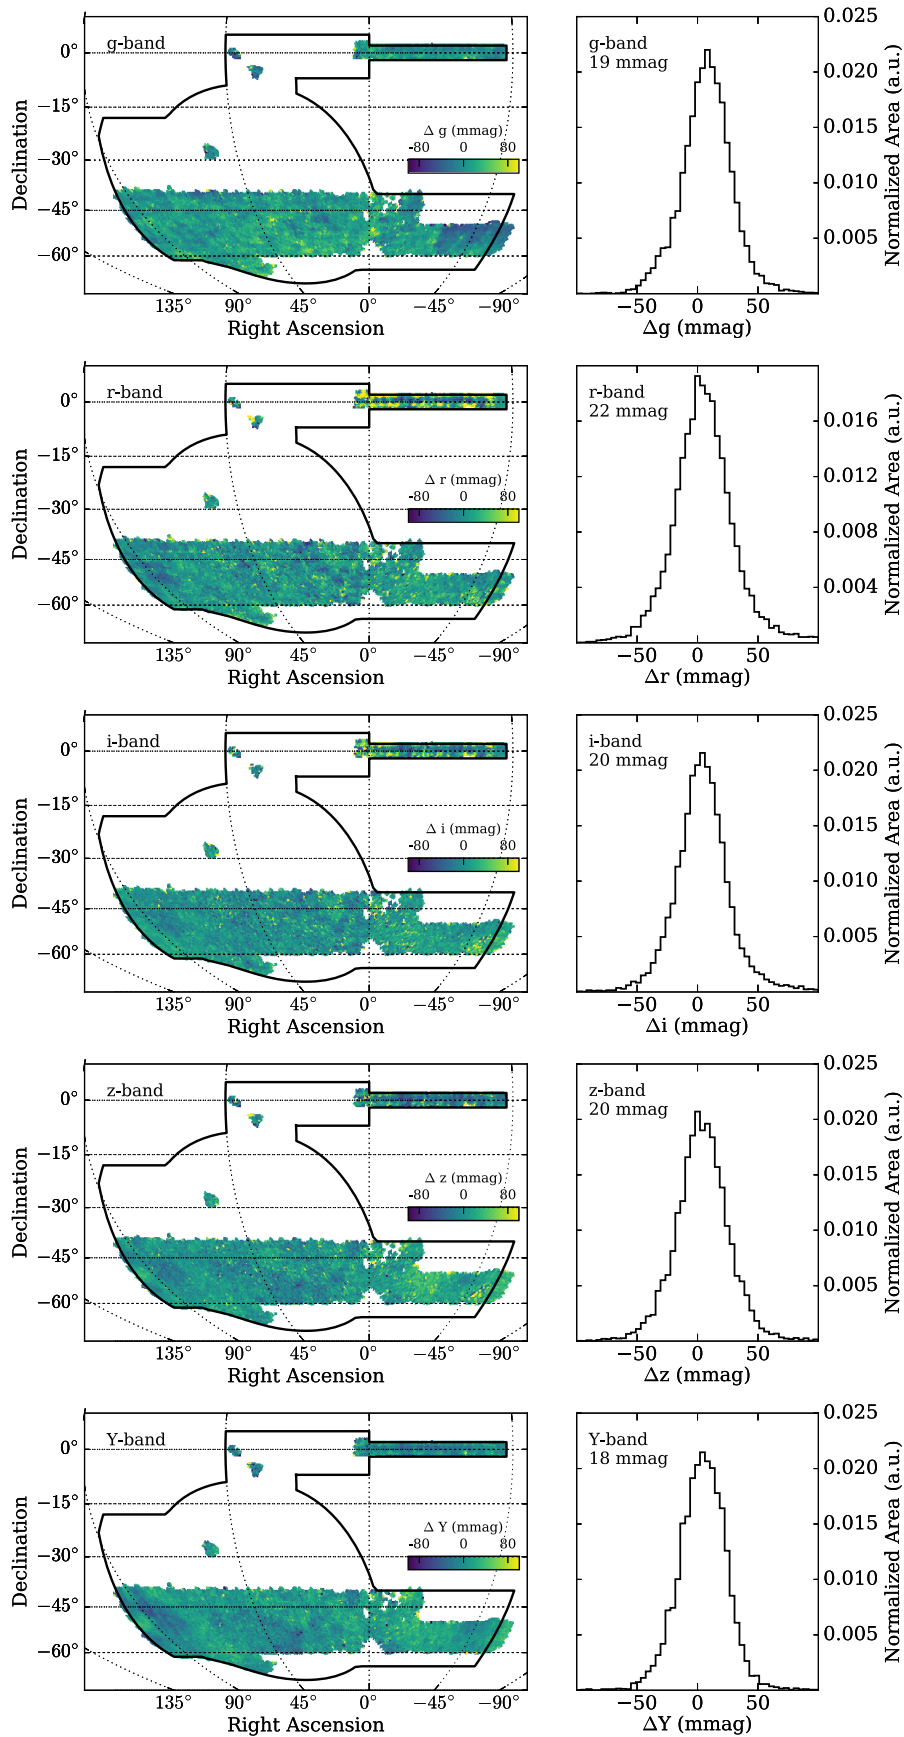 g-band
Δ g (mmag)
-80 0 80
0°
−15°
−30°
−45°
−60°
Declination
135° 90° 45° 0° −45° −90°
Right Ascension
g-band
19 mmag
0.025
0.020
0.015
0.010
0.005
Normalized Area (a.u.)
−50 0 50
Δg (mmag)
r-band
Δ r (mmag)
-80 0 80
0°
−15°
−30°
−45°
−60°
Declination
135° 90° 45° 0° −45° −90°
Right Ascension
r-band
22 mmag
0.016
0.012
0.008
0.004
Normalized Area (a.u.)
−50 0 50
Δr (mmag)
i-band
Δ i (mmag)
-80 0 80
0°
−15°
−30°
−45°
−60°
Declination
135° 90° 45° 0° −45° −90°
Right Ascension
i-band
20 mmag
0.025
0.020
0.015
0.010
0.005
Normalized Area (a.u.)
−50 0 50
Δi (mmag)
z-band
Δ z (mmag)
-80 0 80
0°
−15°
−30°
−45°
−60°
Declination
135° 90° 45° 0° −45° −90°
Right Ascension
z-band
20 mmag
0.025
0.020
0.015
0.010
0.005
Normalized Area (a.u.)
−50 0 50
Δz (mmag)
Y-band
Δ Y (mmag)
-80 0 80
0°
−15°
−30°
−45°
−60°
Declination
135° 90° 45° 0° −45° −90°
Right Ascension
Y-band
18 mmag
0.025
0.020
0.015
0.010
0.005
Normalized Area (a.u.)
−50 0 50
ΔY (mmag)